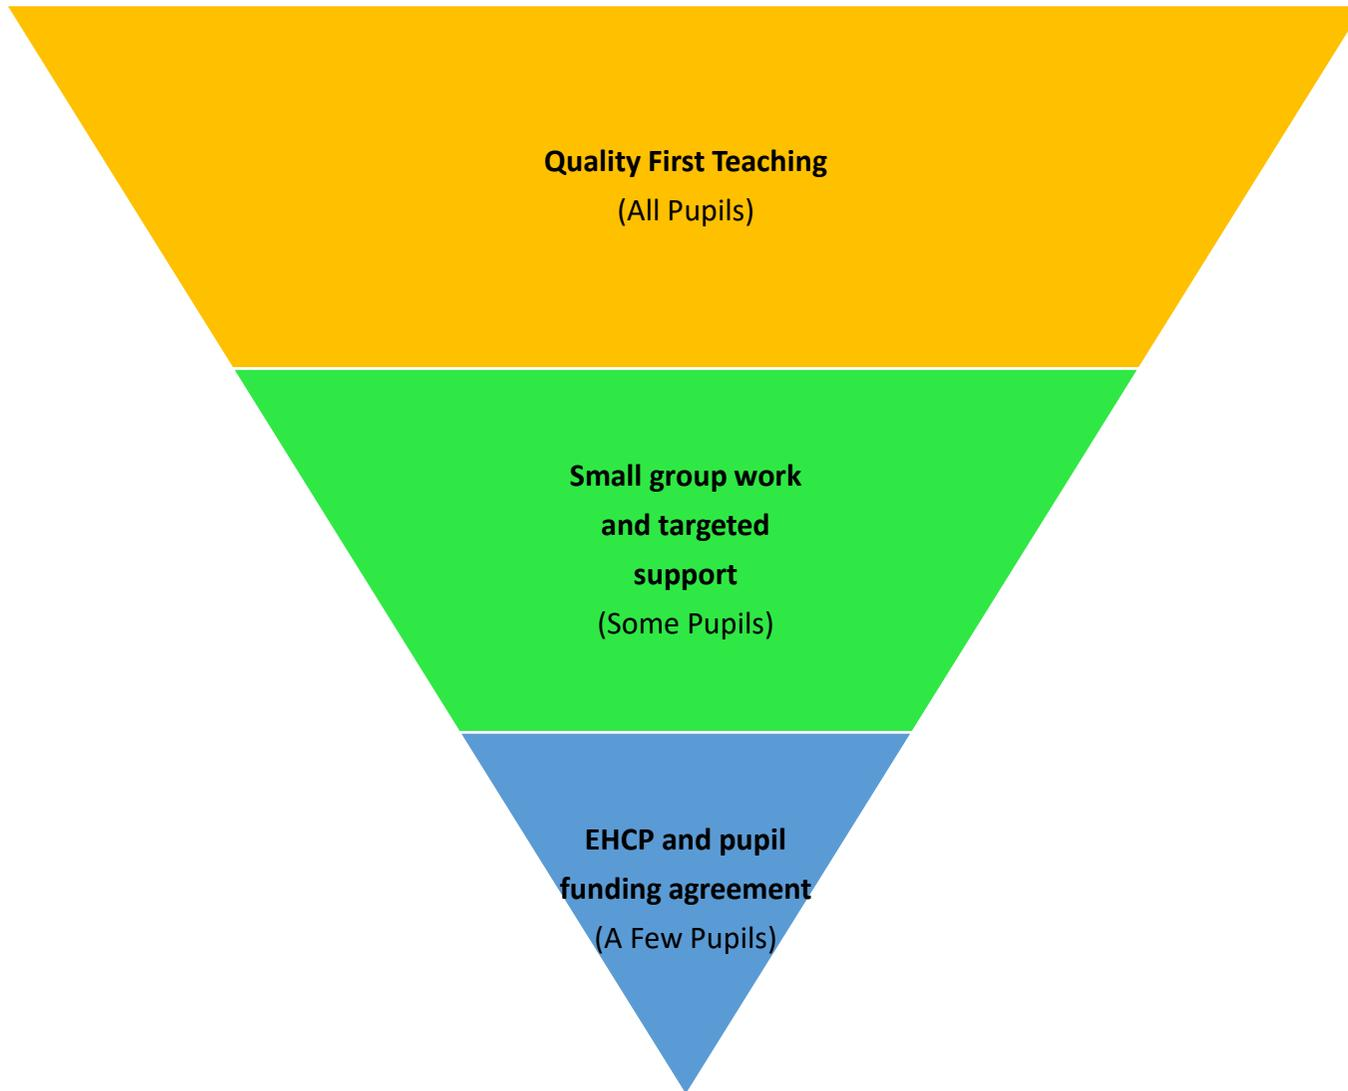 Quality First Teaching
(All Pupils)
Small group work
and targeted
support
(Some Pupils)
EHCP and pupil
funding agreement
(A Few Pupils)